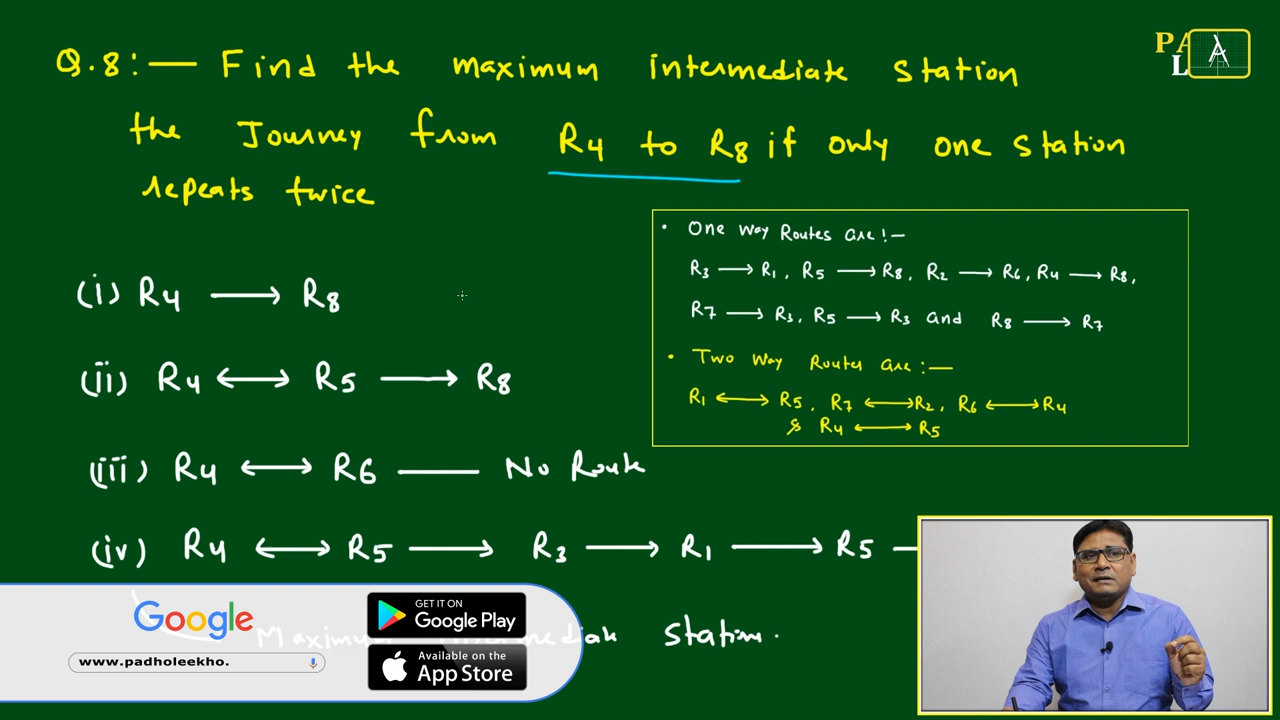 Q.8:— Find the maximum intermediate station
the Journey from R4 to R8 if only one station
repeats twice
• One Way Routes are!—
R3 → R1, R5 → R8, R2 → R6, R4 → R8,
R7 → R3, R5 → R3 and R8 → R7
• Two Way Routes are:—
R1 ↔ R5, R7 ↔ R2, R6 ↔ R4
& R4 ↔ R5
(i) R4 → R8
(ii) R4 ↔ R5 → R8
(iii) R4 ↔ R6 — No Route
(iv) R4 ↔ R5 → R3 → R1 → R5 —
Station.
PA
L
Google
www.padholeekho.
GET IT ON
Google Play
Available on the
App Store